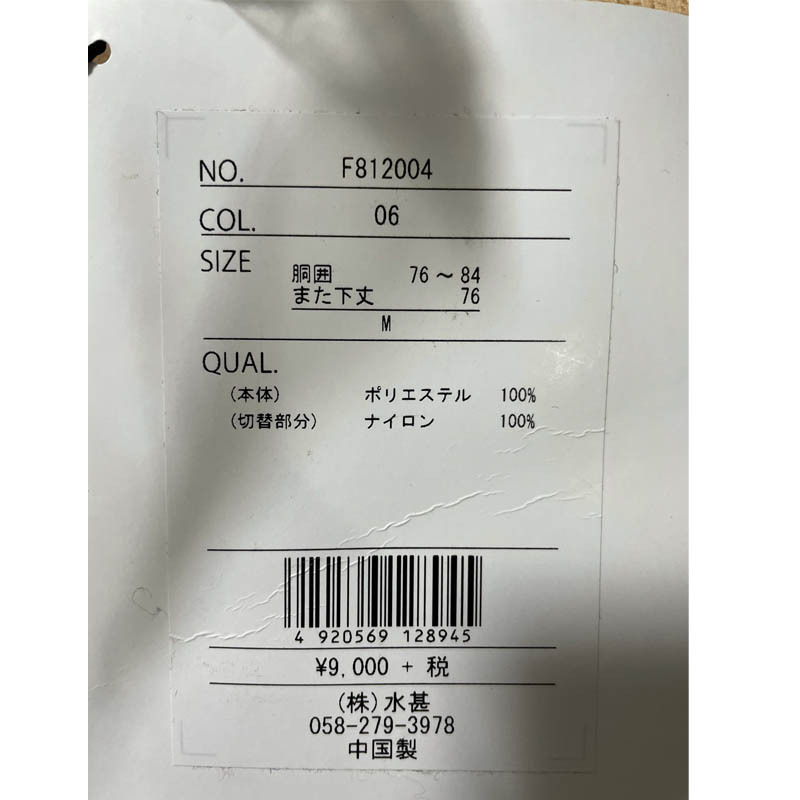 NO. F812004
COL. 06
SIZE 胴囲 76～84
また下丈 76
M
QUAL.
(本体) ポリエステル 100%
(切替部分) ナイロン 100%
4 920569 128945
¥9,000 + 税
(株)水甚
058-279-3978
中国製